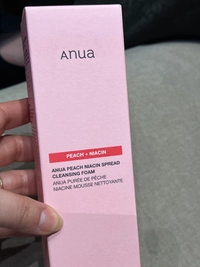 Anua
PEACH + NIACIN
ANUA PEACH NIACIN SPREAD
CLEANSING FOAM
ANUA PURÉE DE PÊCHE
NIACINE MOUSSE NETTOYANTE